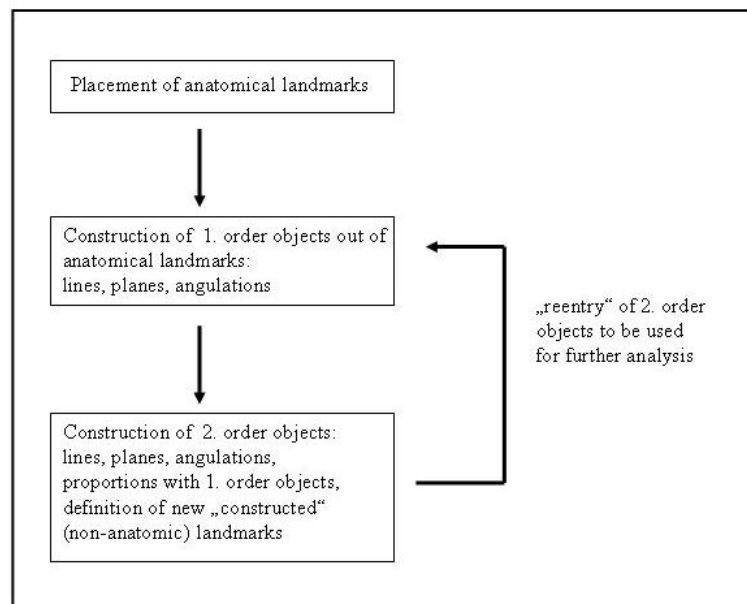 Placement of anatomical landmarks
Construction of 1. order objects out of
anatomical landmarks:
lines, planes, angulations
„reentry“ of 2. order
objects to be used
for further analysis
Construction of 2. order objects:
lines, planes, angulations,
proportions with 1. order objects,
definition of new „constructed“
(non-anatomic) landmarks